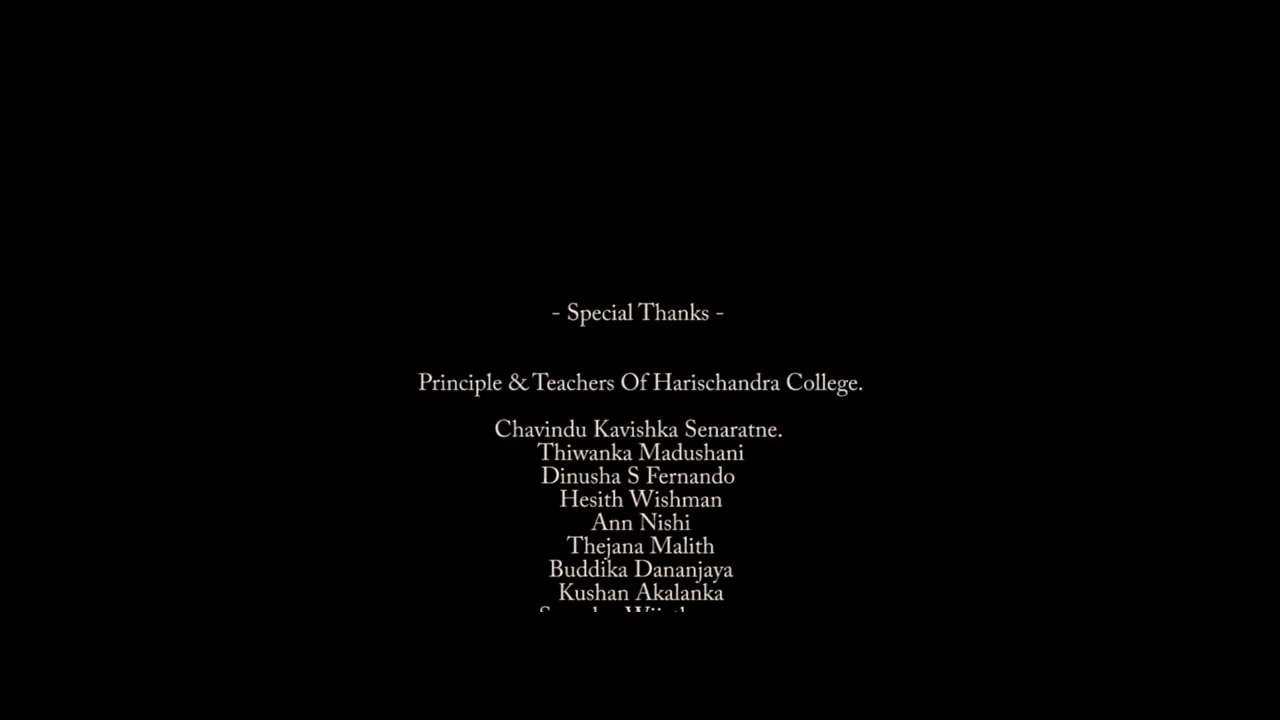 - Special Thanks -
Principle & Teachers Of Harischandra College.
Chavindu Kavishka Senaratne.
Thiwanka Madushani
Dinusha S Fernando
Hesith Wishman
Ann Nishi
Thejana Malith
Buddika Dananjaya
Kushan Akalanka